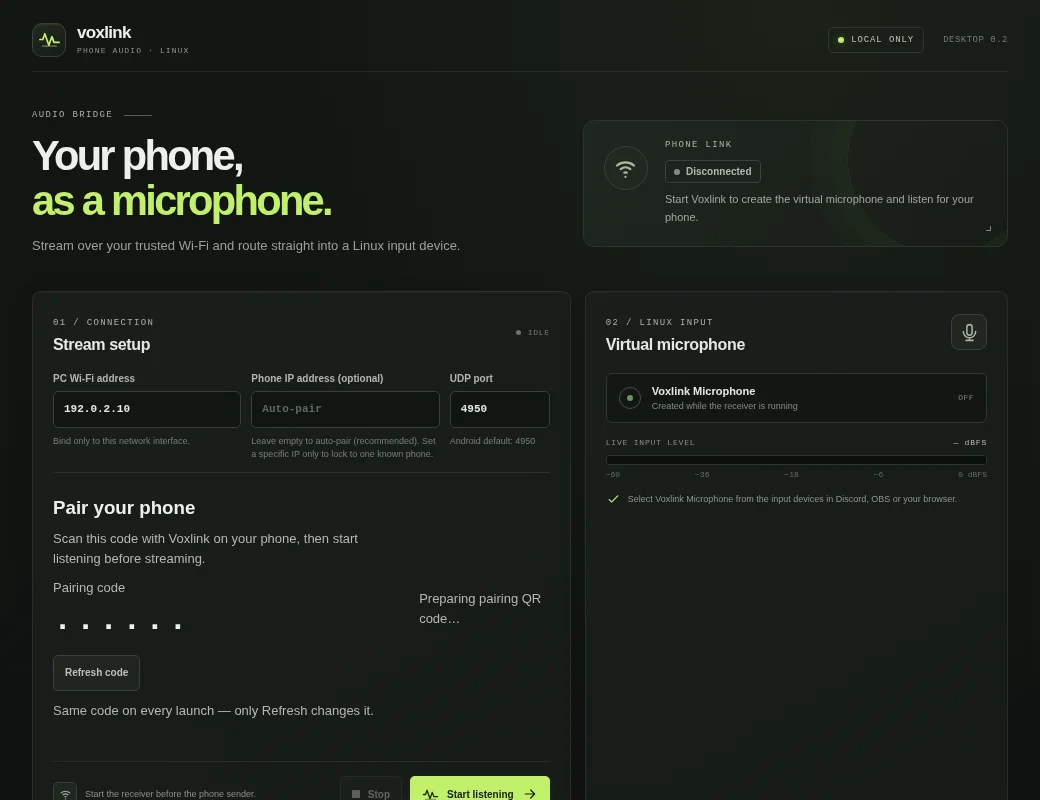 voxlink
PHONE AUDIO · LINUX
LOCAL ONLY
DESKTOP 0.2
AUDIO BRIDGE
Your phone,
as a microphone.
Stream over your trusted Wi-Fi and route straight into a Linux input device.
PHONE LINK
Disconnected
Start Voxlink to create the virtual microphone and listen for your
phone.
01 / CONNECTION
Stream setup
IDLE
PC Wi-Fi address
Phone IP address (optional)
UDP port
192.0.2.10
Auto-pair
4950
Bind only to this network interface.
Leave empty to auto-pair (recommended). Set
a specific IP only to lock to one known phone.
Android default: 4950
Pair your phone
Scan this code with Voxlink on your phone, then start
listening before streaming.
Pairing code
······
Refresh code
Same code on every launch — only Refresh changes it.
Preparing pairing QR
code…
Start the receiver before the phone sender.
Stop
Start listening
02 / LINUX INPUT
Virtual microphone
Voxlink Microphone
Created while the receiver is running
OFF
LIVE INPUT LEVEL
— dBFS
−60
−36
−18
−6
0 dBFS
Select Voxlink Microphone from the input devices in Discord, OBS or your browser.